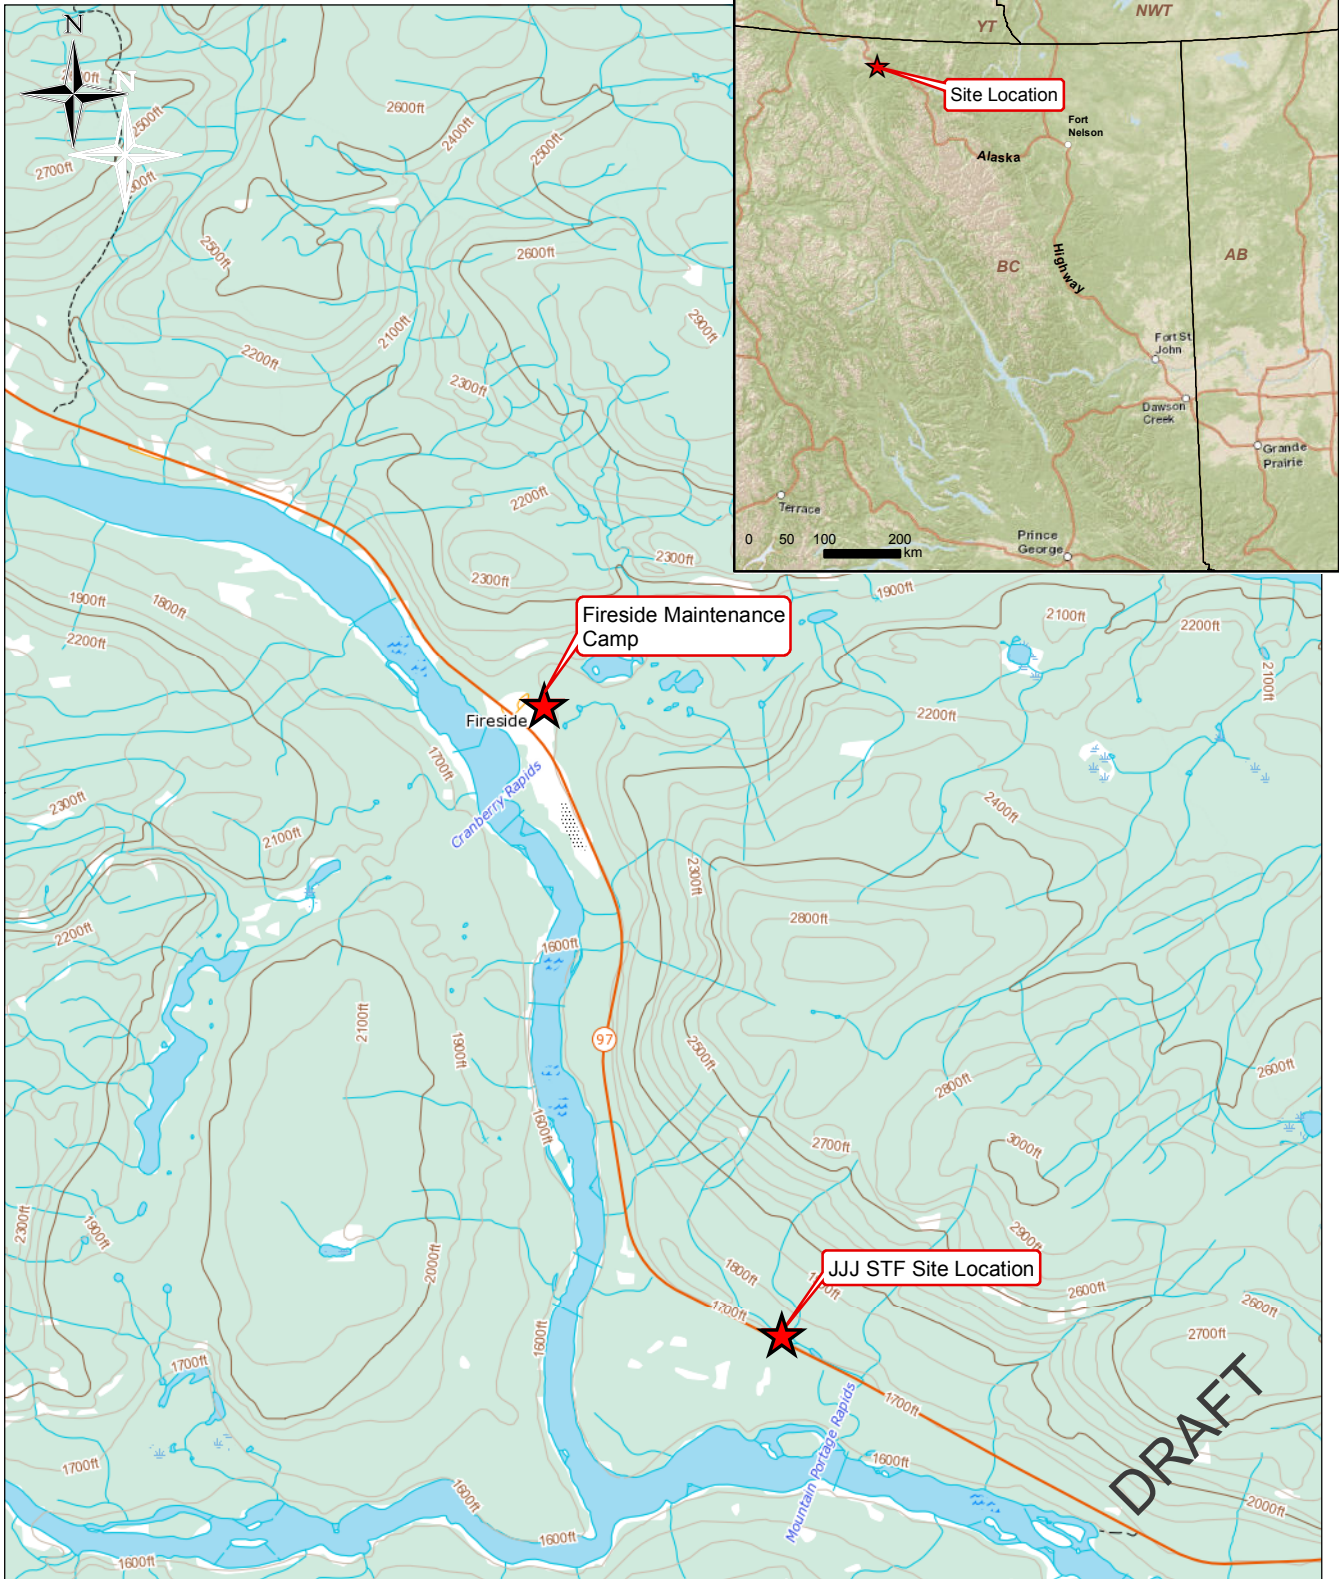 N
N
2600ft
2500ft
2400ft
2500ft
2700ft
2500ft
2600ft
2100ft
2200ft
2300ft
2900ft
2200ft
2300ft
2300ft
YT
NWT
Site Location
Fort
Nelson
Alaska
Highway
BC
AB
Fort St.
John
Dawson
Creek
Grande
Prairie
Terrace
Prince
George
0 50 100 200
km
1900ft
1800ft
2200ft
1900ft
2100ft
2200ft
2100ft
Fireside Maintenance
Camp
Fireside
2200ft
1700ft
Cranberry Rapids
2300ft
2100ft
2400ft
2300ft
2800ft
2200ft
1600ft
2100ft
1900ft
97
2500ft
2800ft
2600ft
1600ft
2700ft
3000ft
2300ft
1900ft
2000ft
2900ft
1800ft
JJJ STF Site Location
1700ft
2600ft
2600ft
2700ft
1600ft
1700ft
1700ft
Mountain Portage Rapids
DRAFT
1700ft
1600ft
1600ft
2000ft
1600ft
1600ft